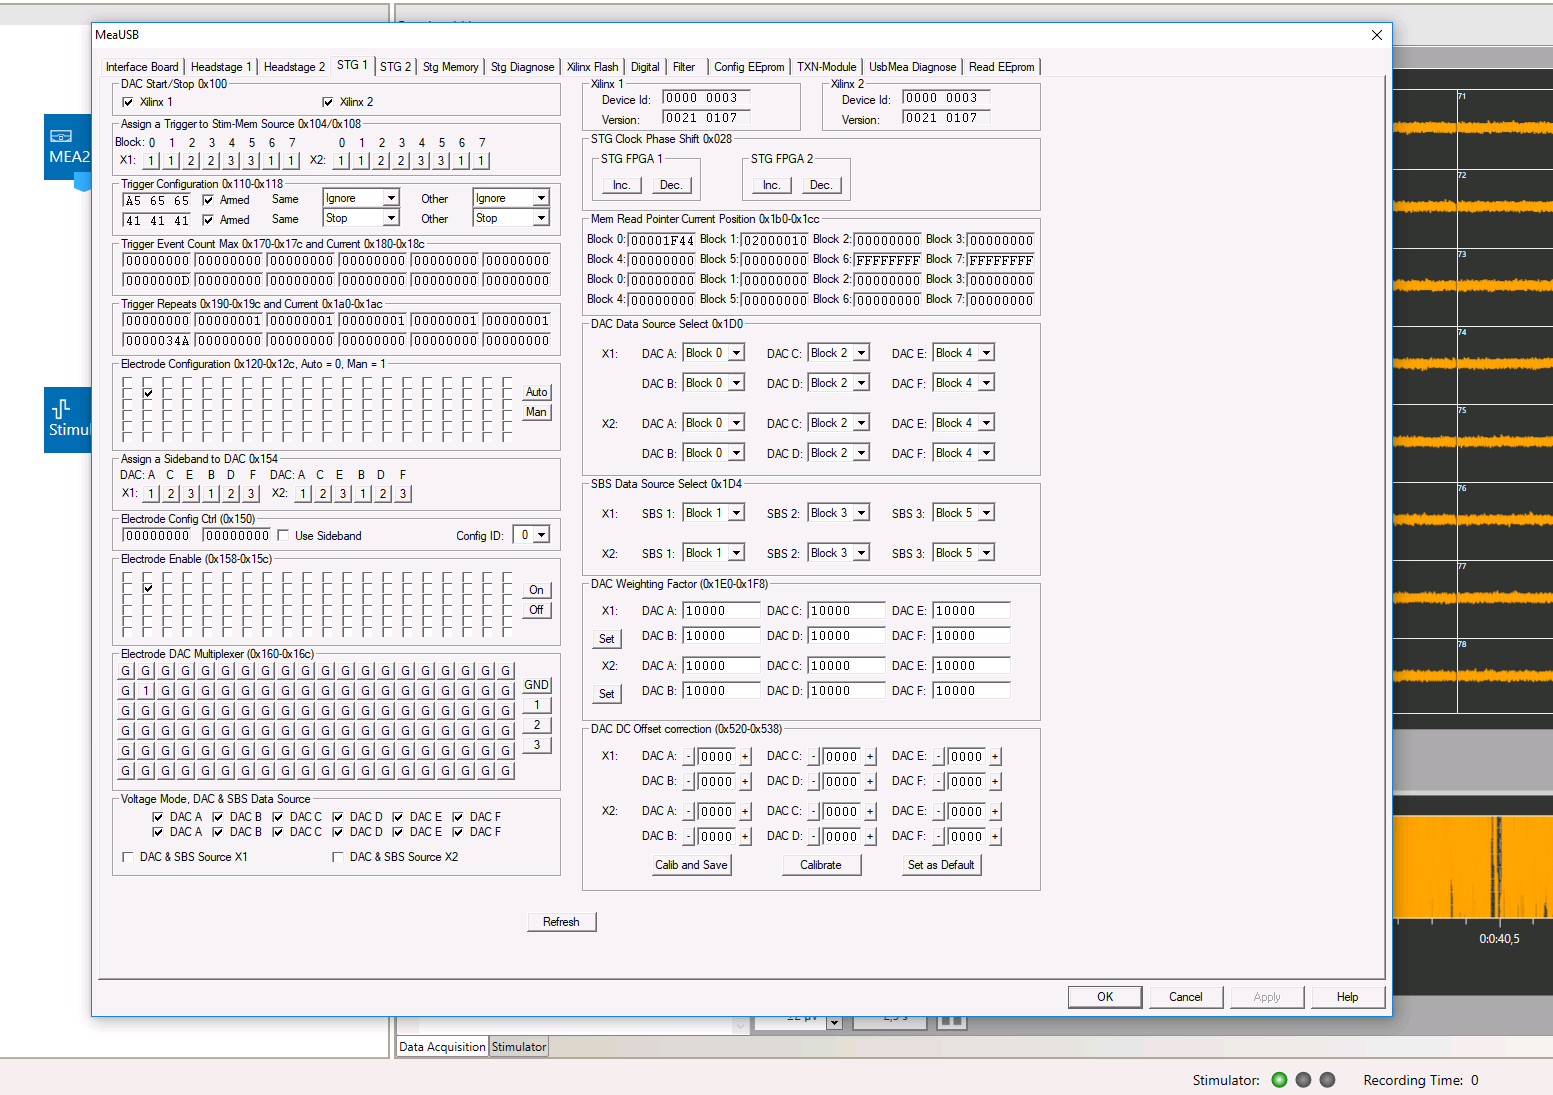 MeaUSB
Interface Board Headstage 1 Headstage 2 STG 1 STG 2 Stg Memory Stg Diagnose Xilinx Flash Digital Filter Config EEprom TXN-Module UsbMea Diagnose Read EEprom
DAC Start/Stop 0x100
Xilinx 1 Xilinx 2
Assign a Trigger to Stim-Mem Source 0x104/0x108
Block: 0 1 2 3 4 5 6 7 0 1 2 3 4 5 6 7
X1: 1 1 2 2 3 3 1 1 X2: 1 1 2 2 3 3 1 1
Trigger Configuration 0x110-0x118
A5 65 65 Armed Same Ignore Other Ignore
41 41 41 Armed Same Stop Other Stop
Trigger Event Count Max 0x170-0x17c and Current 0x180-0x18c
00000000 00000000 00000000 00000000 00000000 00000000
0000000D 00000000 00000000 00000000 00000000 00000000
Trigger Repeats 0x190-0x19c and Current 0x1a0-0x1ac
00000000 00000001 00000001 00000001 00000001 00000001
0000034A 00000000 00000000 00000000 00000000 00000000
Electrode Configuration 0x120-0x12c, Auto = 0, Man = 1
Auto
Man
Assign a Sideband to DAC 0x154
DAC: A C E B D F DAC: A C E B D F
X1: 1 2 3 1 2 3 X2: 1 2 3 1 2 3
Electrode Config Ctrl (0x150)
00000000 00000000 Use Sideband Config ID: 0
Electrode Enable (0x158-0x15c)
On
Off
Electrode DAC Multiplexer (0x160-0x16c)
G G G G G G G G G G G G G G G G G G G G
G 1 G G G G G G G G G G G G G G G G G G
G G G G G G G G G G G G G G G G G G G G
G G G G G G G G G G G G G G G G G G G G
G G G G G G G G G G G G G G G G G G G G
G G G G G G G G G G G G G G G G G G G G
GND
1
2
3
Voltage Mode, DAC & SBS Data Source
DAC A DAC B DAC C DAC D DAC E DAC F
DAC A DAC B DAC C DAC D DAC E DAC F
DAC & SBS Source X1 DAC & SBS Source X2
Refresh
Xilinx 1
Device Id: 0000 0003
Version: 0021 0107
Xilinx 2
Device Id: 0000 0003
Version: 0021 0107
STG Clock Phase Shift 0x028
STG FPGA 1 STG FPGA 2
Inc. Dec. Inc. Dec.
Mem Read Pointer Current Position 0x1b0-0x1cc
Block 0: 00001F44 Block 1: 02000010 Block 2: 00000000 Block 3: 00000000
Block 4: 00000000 Block 5: 00000000 Block 6: FFFFFFFF Block 7: FFFFFFFF
Block 0: 00000000 Block 1: 00000000 Block 2: 00000000 Block 3: 00000000
Block 4: 00000000 Block 5: 00000000 Block 6: 00000000 Block 7: 00000000
DAC Data Source Select 0x1D0
X1: DAC A: Block 0 DAC C: Block 2 DAC E: Block 4
DAC B: Block 0 DAC D: Block 2 DAC F: Block 4
X2: DAC A: Block 0 DAC C: Block 2 DAC E: Block 4
DAC B: Block 0 DAC D: Block 2 DAC F: Block 4
SBS Data Source Select 0x1D4
X1: SBS 1: Block 1 SBS 2: Block 3 SBS 3: Block 5
X2: SBS 1: Block 1 SBS 2: Block 3 SBS 3: Block 5
DAC Weighting Factor (0x1E0-0x1F8)
X1: DAC A: 10000 DAC C: 10000 DAC E: 10000
Set DAC B: 10000 DAC D: 10000 DAC F: 10000
X2: DAC A: 10000 DAC C: 10000 DAC E: 10000
Set DAC B: 10000 DAC D: 10000 DAC F: 10000
DAC DC Offset correction (0x520-0x538)
X1: DAC A: - 0000 + DAC C: - 0000 + DAC E: - 0000 +
DAC B: - 0000 + DAC D: - 0000 + DAC F: - 0000 +
X2: DAC A: - 0000 + DAC C: - 0000 + DAC E: - 0000 +
DAC B: - 0000 + DAC D: - 0000 + DAC F: - 0000 +
Calib and Save Calibrate Set as Default
OK Cancel Apply Help
MEA2
Stimul
71
72
73
74
75
76
77
78
0:0:40,5
Data Acquisition Stimulator
Stimulator: Recording Time: 0